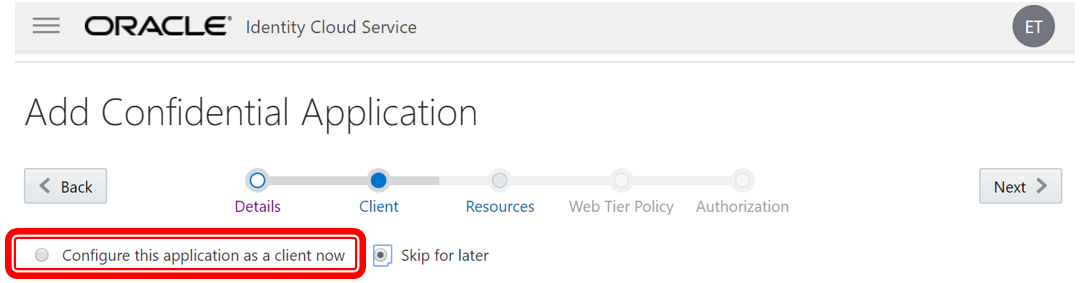 ORACLE® Identity Cloud Service ET
Add Confidential Application
Back Next
Details Client Resources Web Tier Policy Authorization
Configure this application as a client now Skip for later